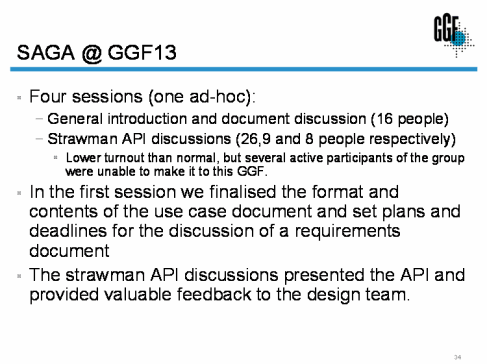 GGF
SAGA @ GGF13
Four sessions (one ad-hoc):
– General introduction and document discussion (16 people)
– Strawman API discussions (26,9 and 8 people respectively)
Lower turnout than normal, but several active participants of the group
were unable to make it to this GGF.
In the first session we finalised the format and
contents of the use case document and set plans and
deadlines for the discussion of a requirements
document
The strawman API discussions presented the API and
provided valuable feedback to the design team.
34